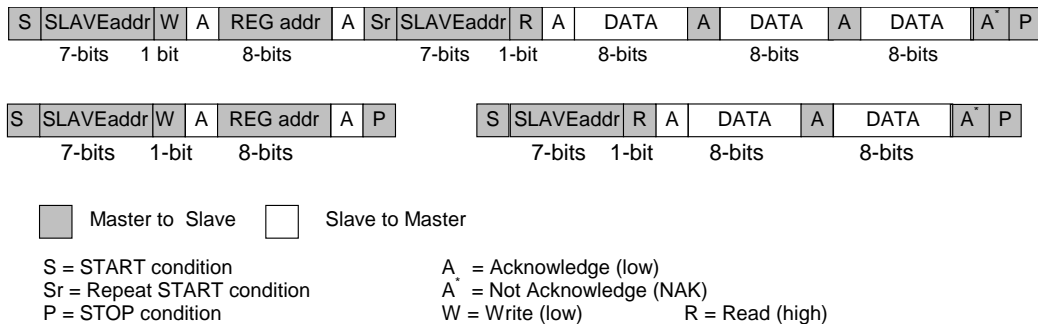 S SLAVEaddr W A REG addr A Sr SLAVEaddr R A DATA A DATA A DATA A* P
7-bits 1 bit 8-bits 7-bits 1-bit 8-bits 8-bits 8-bits
S SLAVEaddr W A REG addr A P S SLAVEaddr R A DATA A DATA A* P
7-bits 1-bit 8-bits 7-bits 1-bit 8-bits 8-bits
Master to Slave Slave to Master
S = START condition A = Acknowledge (low)
Sr = Repeat START condition A* = Not Acknowledge (NAK)
P = STOP condition W = Write (low) R = Read (high)